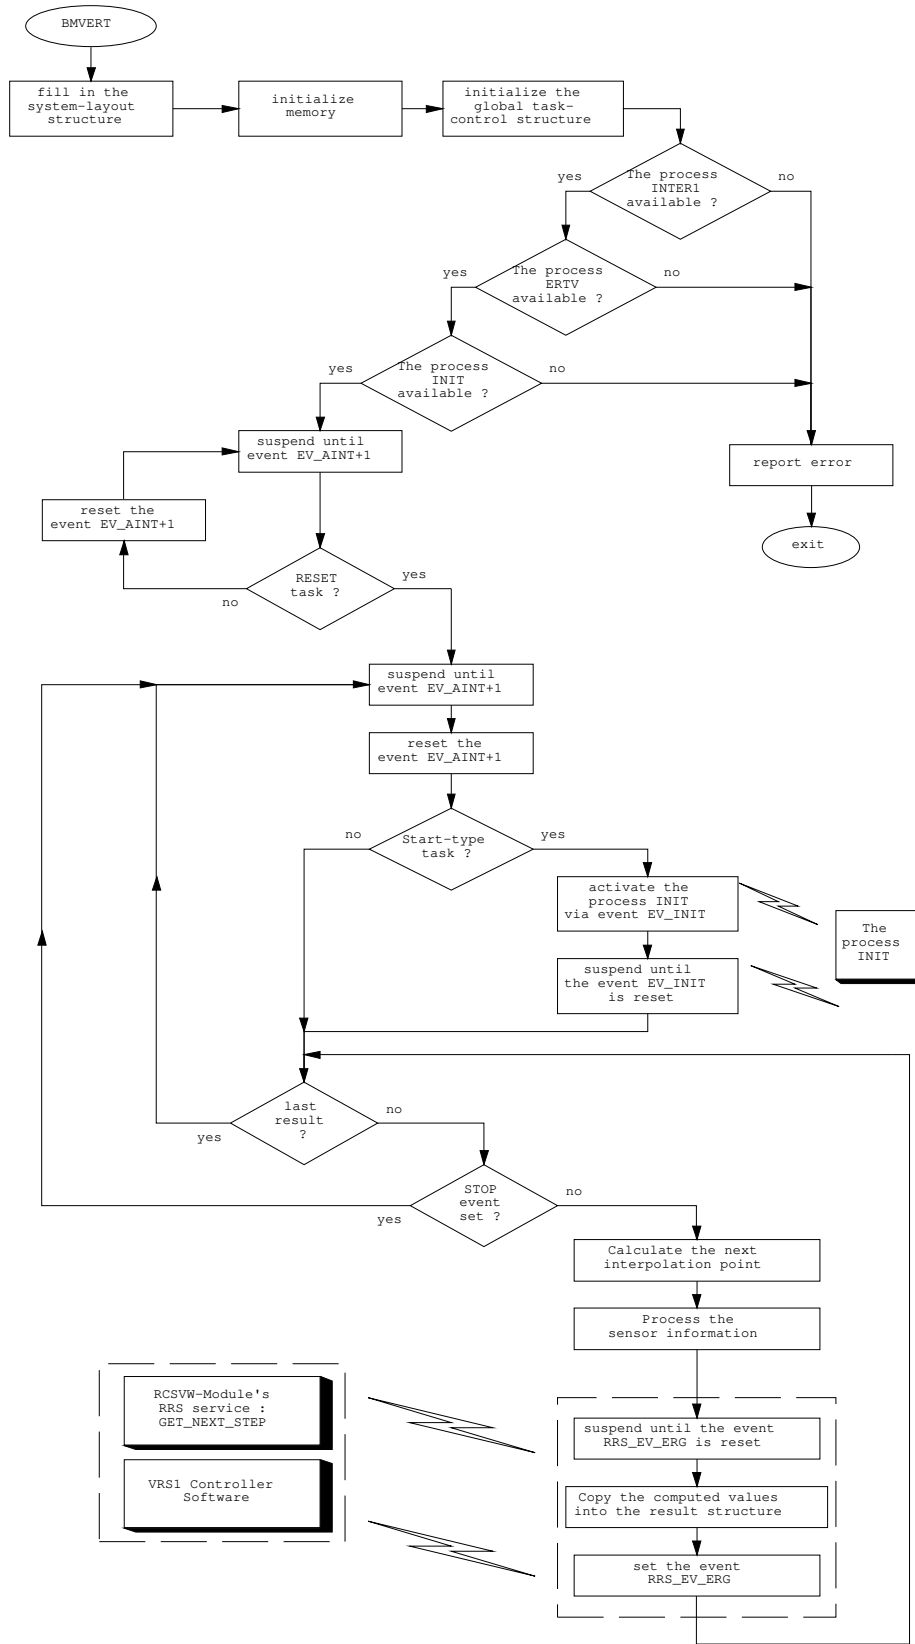 BMVERT
fill in the
system-layout
structure
initialize
memory
initialize the
global task-
control structure
yes
The process
INTER1
available ?
no
yes
The process
ERTV
available ?
no
yes
The process
INIT
available ?
no
suspend until
event EV_AINT+1
report error
reset the
event EV_AINT+1
exit
RESET
task ?
yes
no
suspend until
event EV_AINT+1
reset the
event EV_AINT+1
no
Start-type
task ?
yes
activate the
process INIT
via event EV_INIT
The
process
INIT
suspend until
the event EV_INIT
is reset
last
result
?
no
yes
STOP
event
set ?
no
yes
Calculate the next
interpolation point
Process the
sensor information
RCSVW-Module's
RRS service :
GET_NEXT_STEP
suspend until the event
RRS_EV_ERG is reset
VRS1 Controller
Software
Copy the computed values
into the result structure
set the event
RRS_EV_ERG